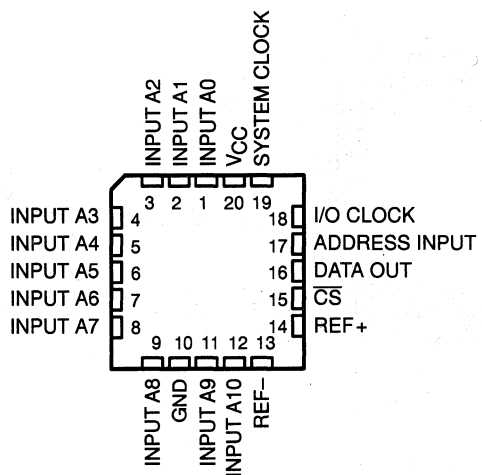 INPUT A2
INPUT A1
INPUT A0
VCC
SYSTEM CLOCK
3 2 1 20 19
INPUT A3 4
INPUT A4 5
INPUT A5 6
INPUT A6 7
INPUT A7 8
18 I/O CLOCK
17 ADDRESS INPUT
16 DATA OUT
15 C̅S̅
14 REF+
9 10 11 12 13
INPUT A8
GND
INPUT A9
INPUT A10
REF−